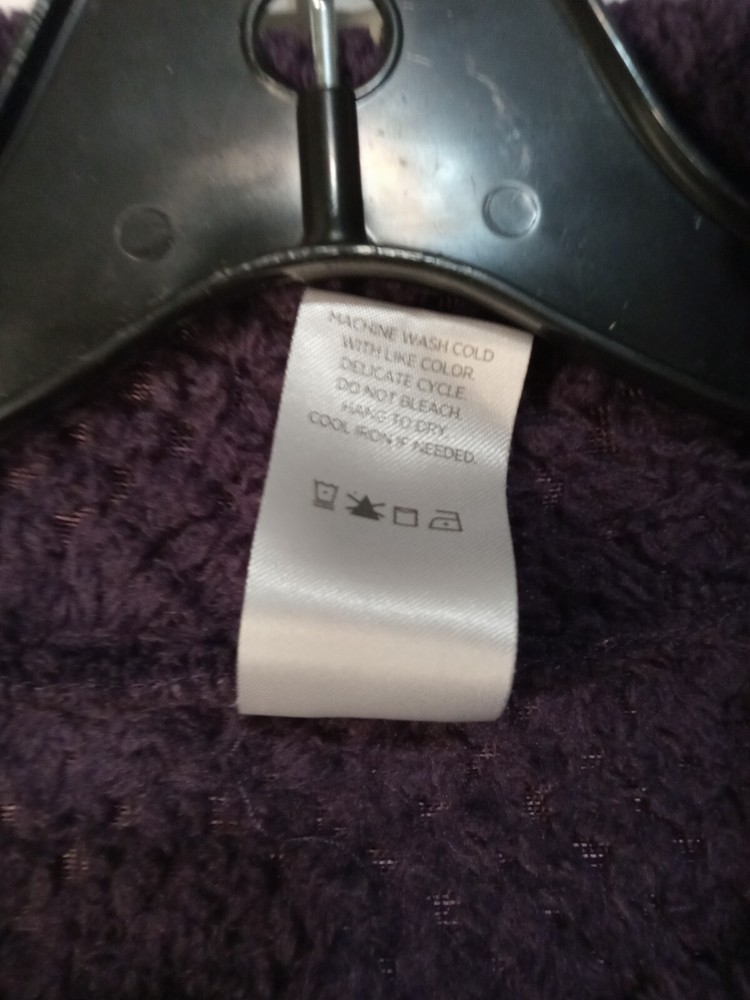 MACHINE WASH COLD
WITH LIKE COLOR.
DELICATE CYCLE.
DO NOT BLEACH.
HANG TO DRY.
COOL IRON IF NEEDED.